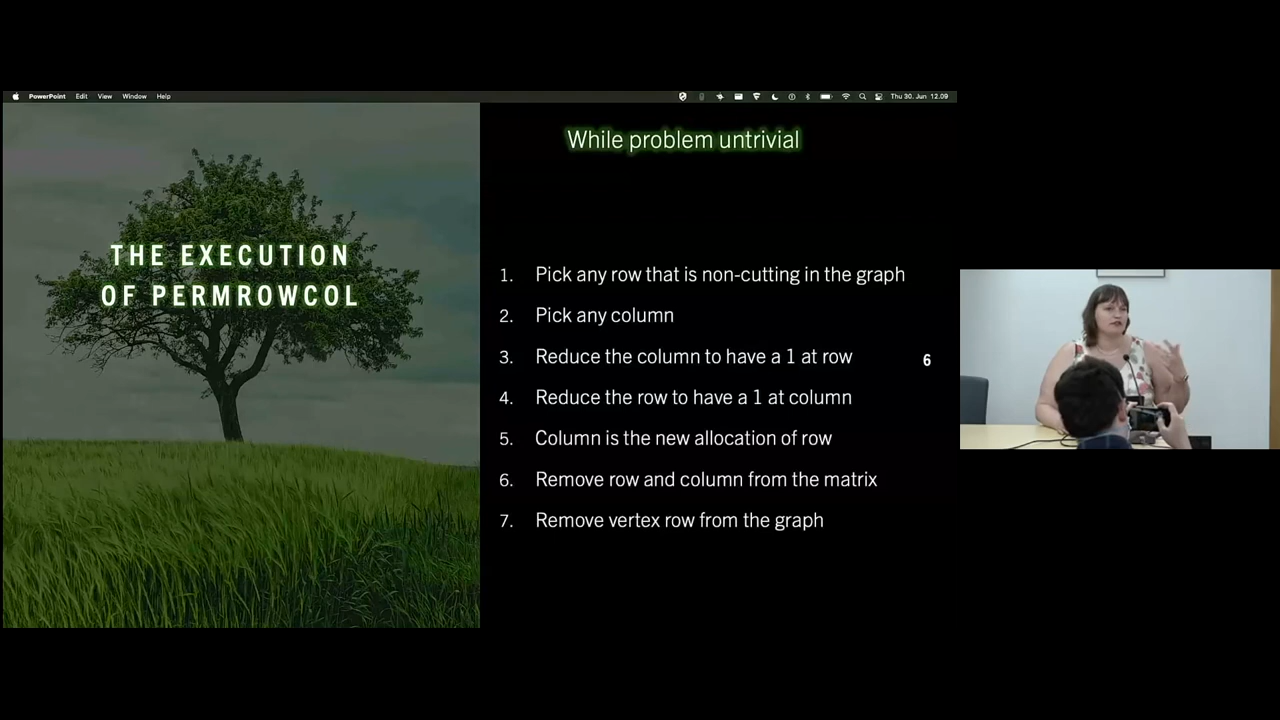 PowerPoint Edit View Window Help Thu 30. Jun 12.09
THE EXECUTION
OF PERMROWCOL
While problem untrivial
1. Pick any row that is non-cutting in the graph
2. Pick any column
3. Reduce the column to have a 1 at row
4. Reduce the row to have a 1 at column
5. Column is the new allocation of row
6. Remove row and column from the matrix
7. Remove vertex row from the graph
6